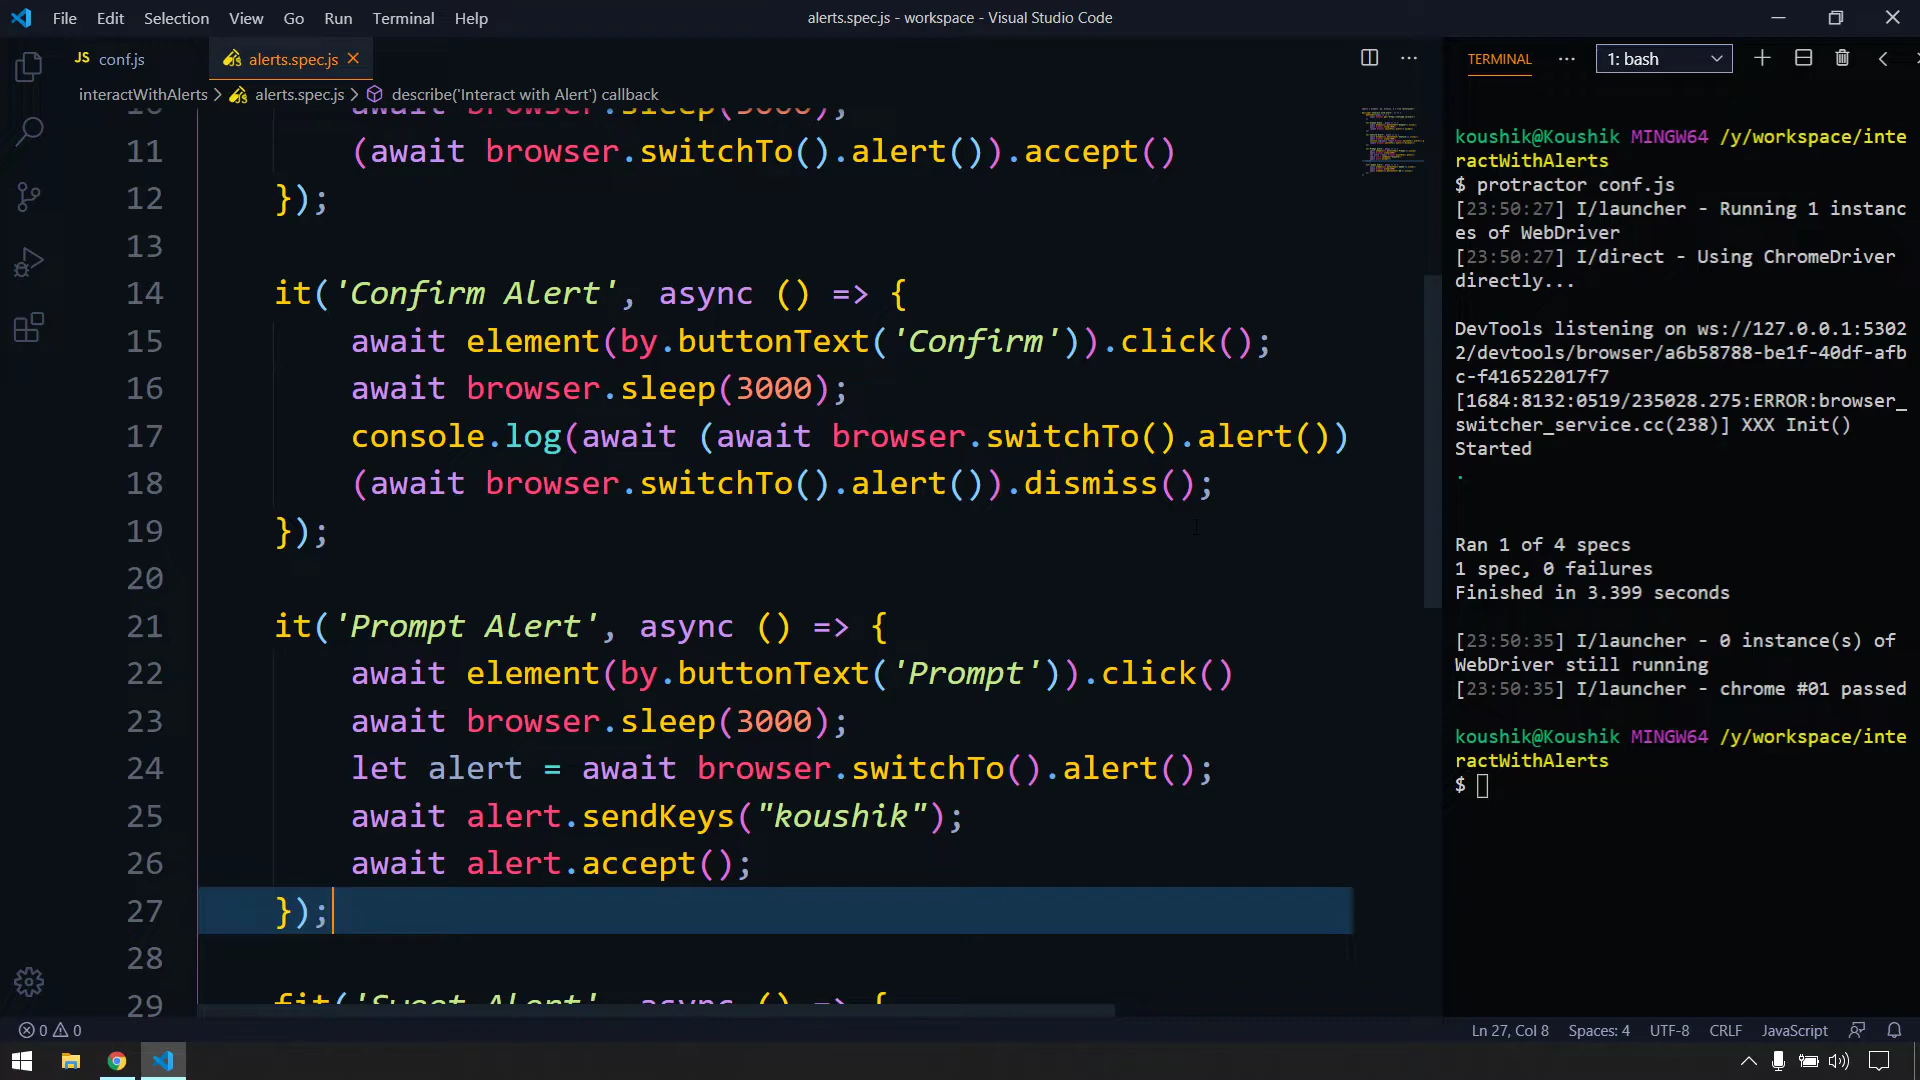 File Edit Selection View Go Run Terminal Help
alerts.spec.js - workspace - Visual Studio Code
JS conf.js
alerts.spec.js
interactWithAlerts > alerts.spec.js > describe('Interact with Alert') callback
10 await browser.sleep(3000);
11 (await browser.switchTo().alert()).accept()
12 });
13
14 it('Confirm Alert', async () => {
15 await element(by.buttonText('Confirm')).click();
16 await browser.sleep(3000);
17 console.log(await (await browser.switchTo().alert())
18 (await browser.switchTo().alert()).dismiss();
19 });
20
21 it('Prompt Alert', async () => {
22 await element(by.buttonText('Prompt')).click()
23 await browser.sleep(3000);
24 let alert = await browser.switchTo().alert();
25 await alert.sendKeys("koushik");
26 await alert.accept();
27 });
28
29 fit('Sweet Alert', async () => {
TERMINAL
1: bash
koushik@Koushik MINGW64 /y/workspace/inte
ractWithAlerts
$ protractor conf.js
[23:50:27] I/launcher - Running 1 instanc
es of WebDriver
[23:50:27] I/direct - Using ChromeDriver
directly...
DevTools listening on ws://127.0.0.1:5302
2/devtools/browser/a6b58788-be1f-40df-afb
c-f416522017f7
[1684:8132:0519/235028.275:ERROR:browser_
switcher_service.cc(238)] XXX Init()
Started
.
Ran 1 of 4 specs
1 spec, 0 failures
Finished in 3.399 seconds
[23:50:35] I/launcher - 0 instance(s) of
WebDriver still running
[23:50:35] I/launcher - chrome #01 passed
koushik@Koushik MINGW64 /y/workspace/inte
ractWithAlerts
$
0 0
Ln 27, Col 8 Spaces: 4 UTF-8 CRLF JavaScript